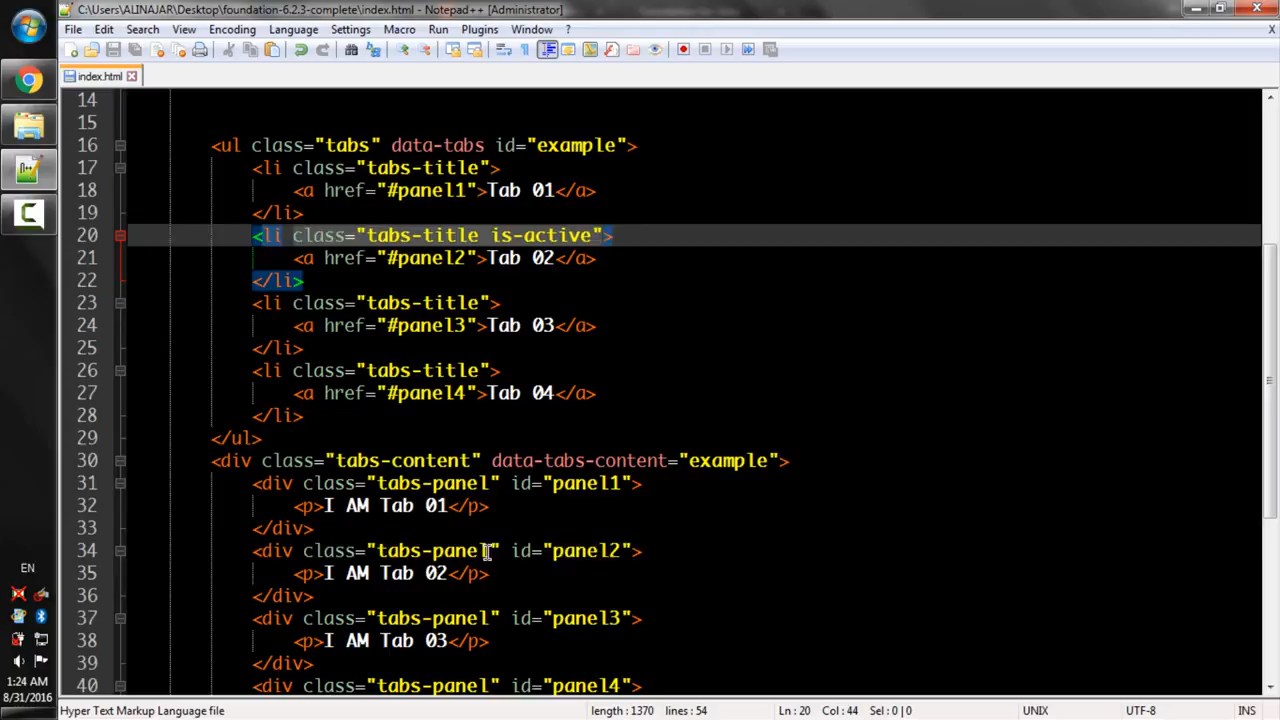 C:\Users\ALINAJAR\Desktop\foundation-6.2.3-complete\index.html - Notepad++ [Administrator]
File Edit Search View Encoding Language Settings Macro Run Plugins Window ?
X
index.html
14
15
16 <ul class="tabs" data-tabs id="example">
17 <li class="tabs-title">
18 <a href="#panel1">Tab 01</a>
19 </li>
20 <li class="tabs-title is-active">
21 <a href="#panel2">Tab 02</a>
22 </li>
23 <li class="tabs-title">
24 <a href="#panel3">Tab 03</a>
25 </li>
26 <li class="tabs-title">
27 <a href="#panel4">Tab 04</a>
28 </li>
29 </ul>
30 <div class="tabs-content" data-tabs-content="example">
31 <div class="tabs-panel" id="panel1">
32 <p>I AM Tab 01</p>
33 </div>
34 <div class="tabs-panel" id="panel2">
35 <p>I AM Tab 02</p>
36 </div>
37 <div class="tabs-panel" id="panel3">
38 <p>I AM Tab 03</p>
39 </div>
40 <div class="tabs-panel" id="panel4">
EN
1:24 AM
8/31/2016
Hyper Text Markup Language file length : 1370 lines : 54 Ln : 20 Col : 44 Sel : 0 | 0 UNIX UTF-8 INS